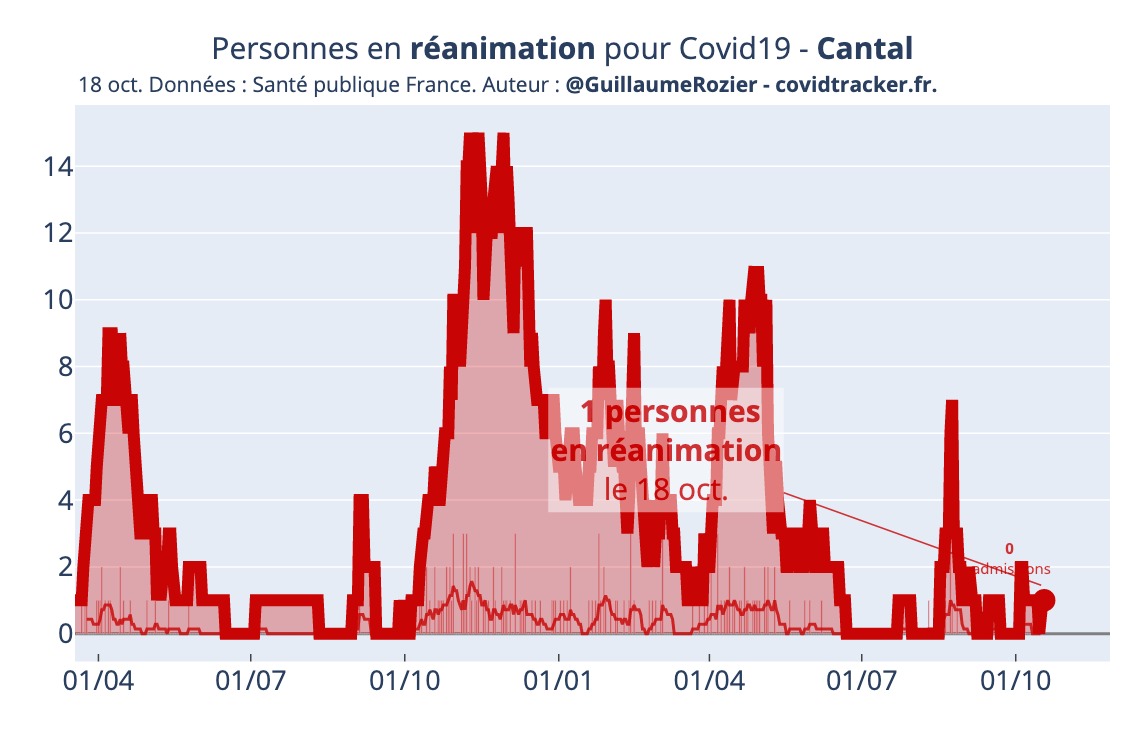 Personnes en réanimation pour Covid19 - Cantal
18 oct. Données : Santé publique France. Auteur : @GuillaumeRozier - covidtracker.fr.
14
12
10
8
6
4
2
0
1 personnes
en réanimation
le 18 oct.
0
admissions
01/04
01/07
01/10
01/01
01/04
01/07
01/10